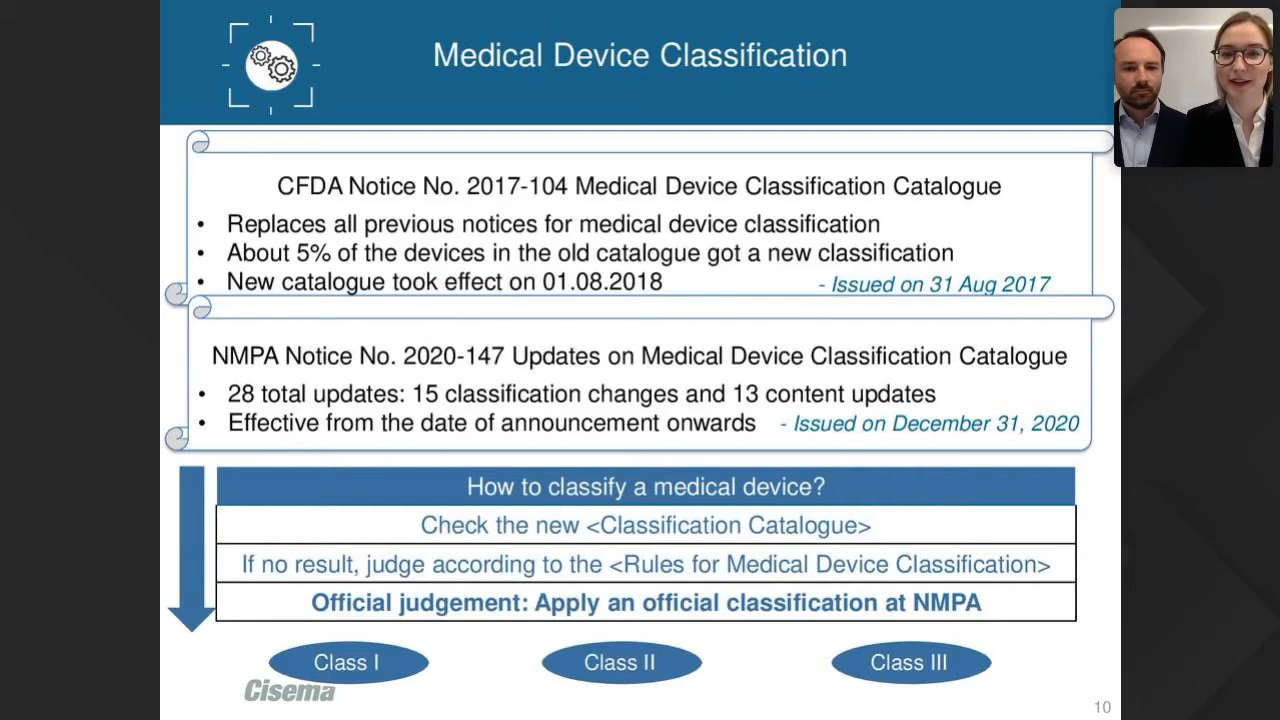 Medical Device Classification
CFDA Notice No. 2017-104 Medical Device Classification Catalogue
• Replaces all previous notices for medical device classification
• About 5% of the devices in the old catalogue got a new classification
• New catalogue took effect on 01.08.2018
- Issued on 31 Aug 2017
NMPA Notice No. 2020-147 Updates on Medical Device Classification Catalogue
• 28 total updates: 15 classification changes and 13 content updates
• Effective from the date of announcement onwards
- Issued on December 31, 2020
How to classify a medical device?
Check the new <Classification Catalogue>
If no result, judge according to the <Rules for Medical Device Classification>
Official judgement: Apply an official classification at NMPA
Class I
Class II
Class III
Cisema
10